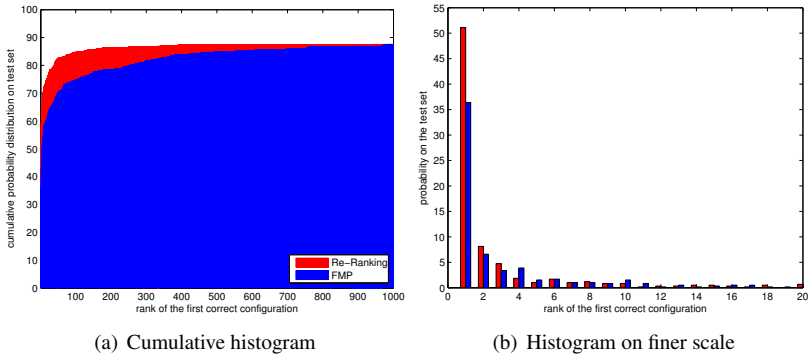 100
90
80
70
60
50
40
30
20
10
0
cumulative probability distribution on test set
100 200 300 400 500 600 700 800 900 1000
rank of the first correct configuration
Re−Ranking
FMP
(a) Cumulative histogram
55
50
45
40
35
30
25
20
15
10
5
0
probability on the test set
0 2 4 6 8 10 12 14 16 18 20
rank of the first correct configuration
(b) Histogram on finer scale